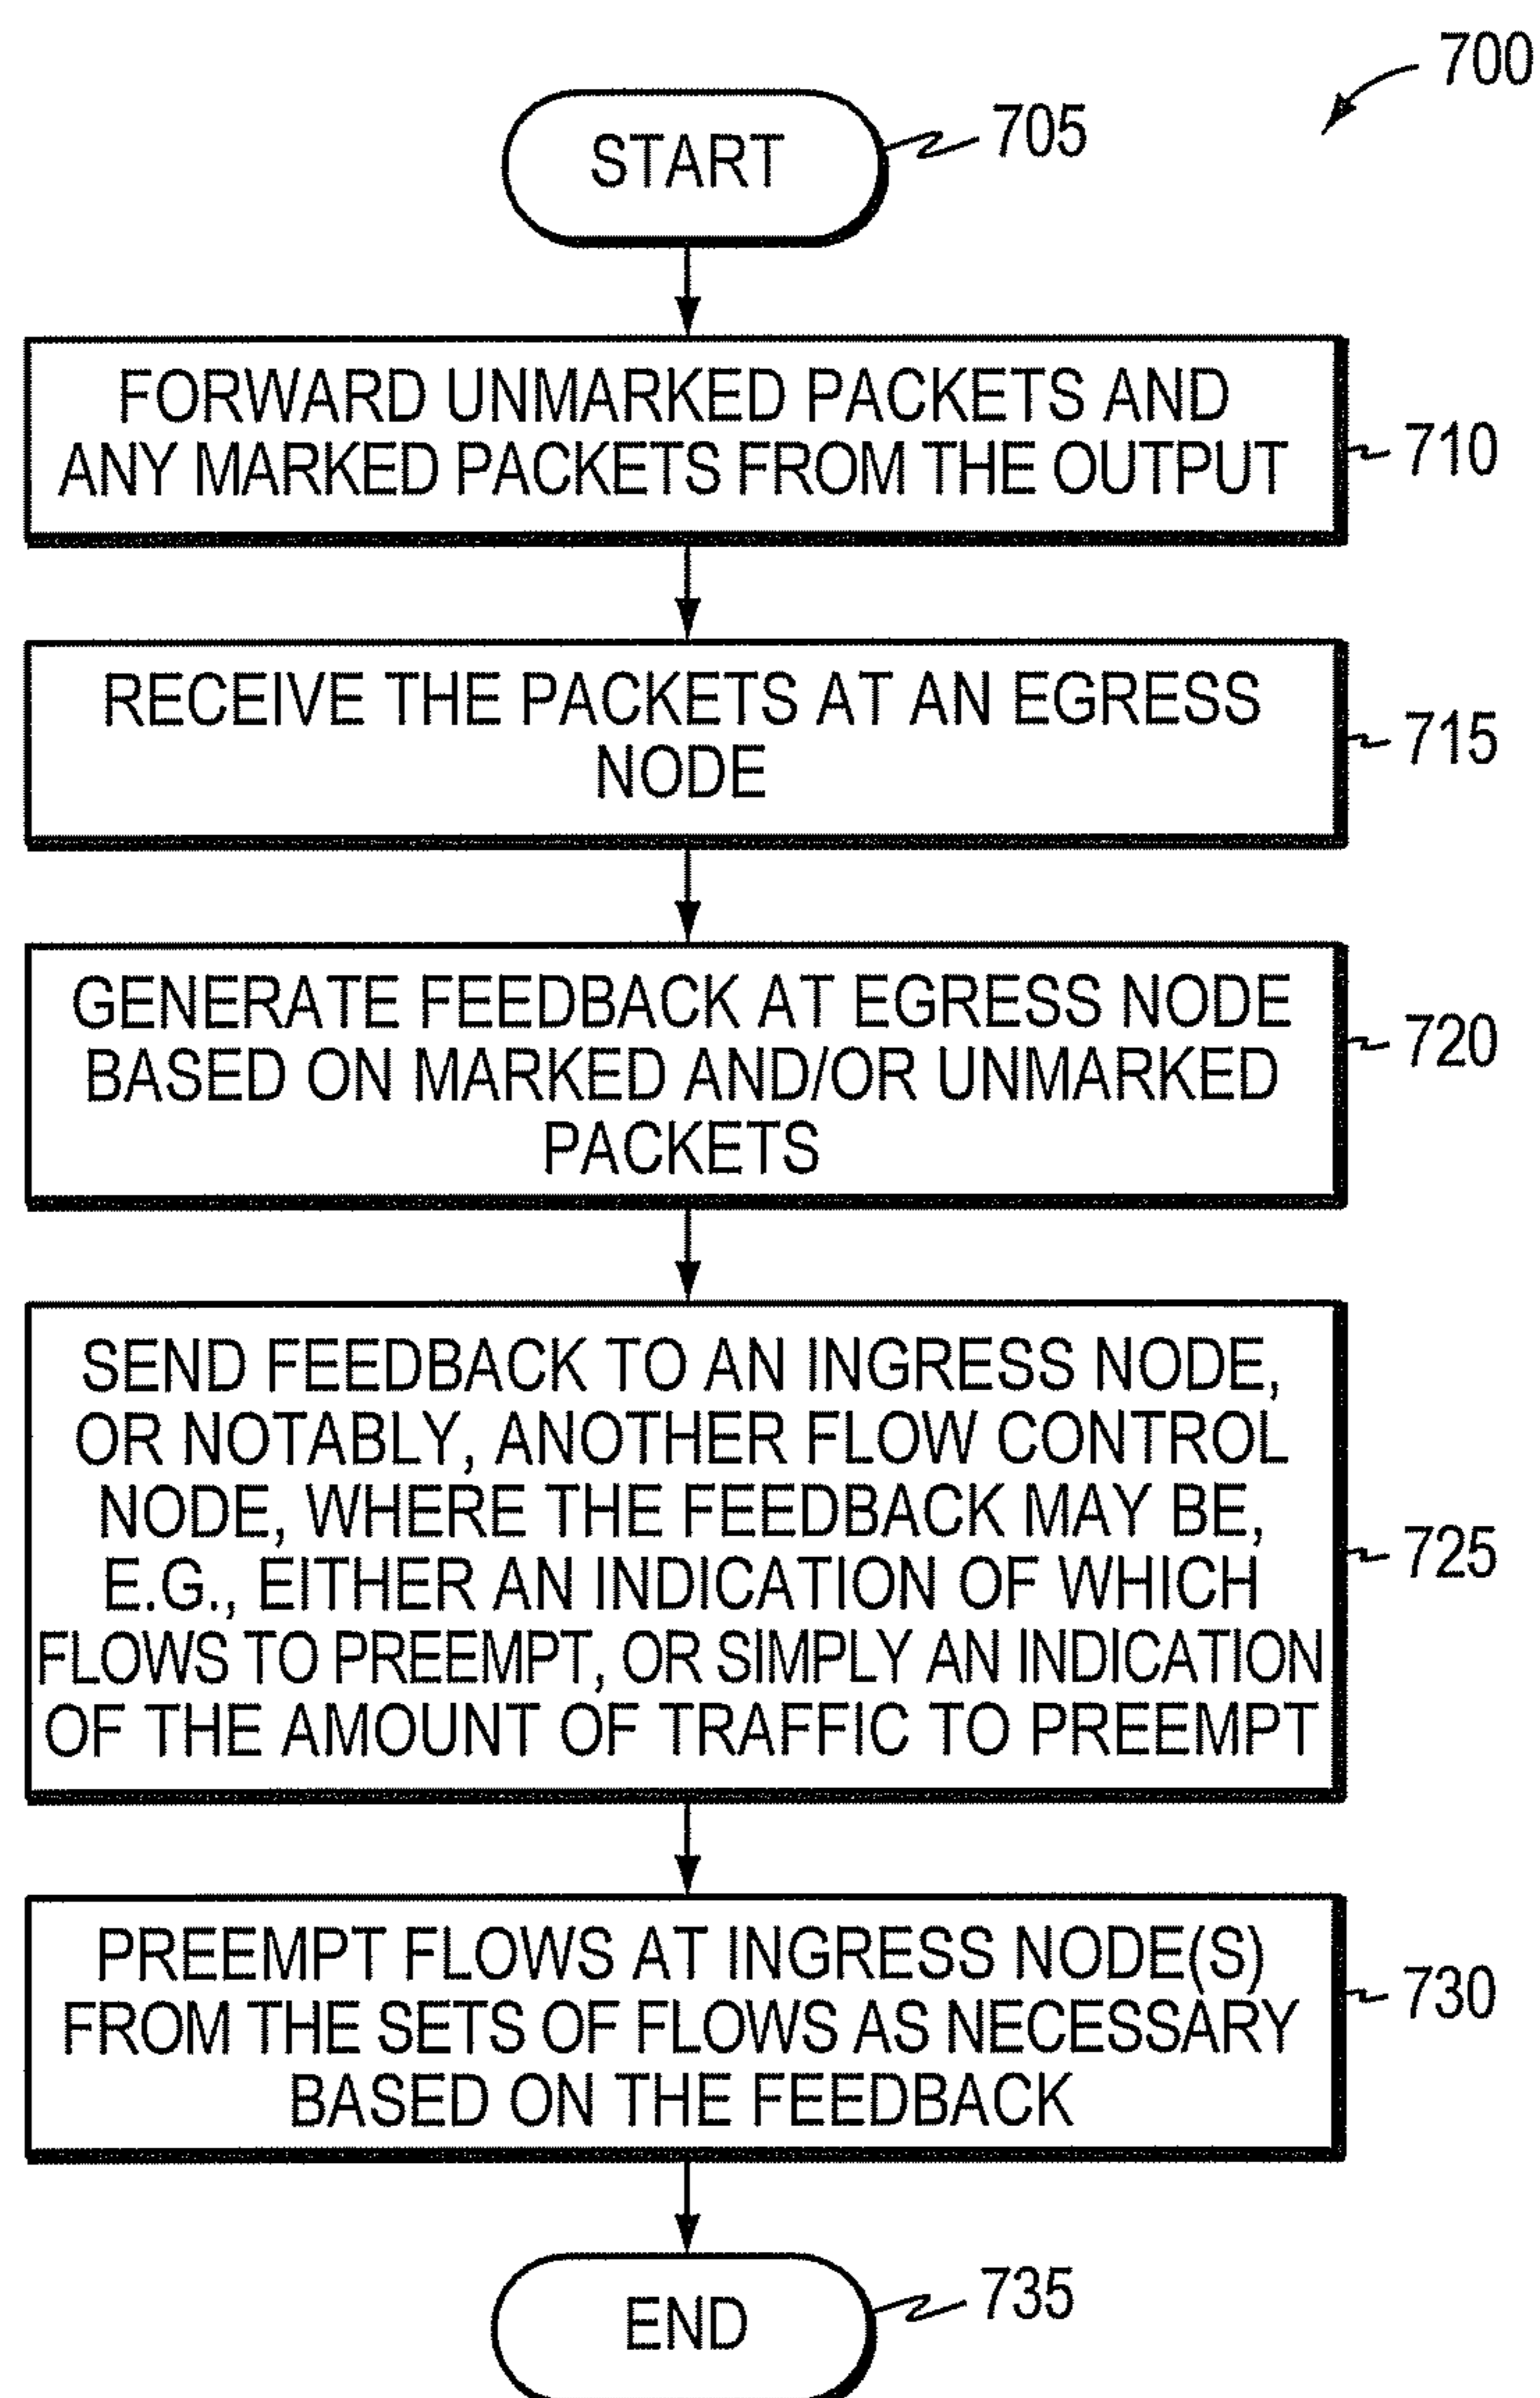 700
START
705
FORWARD UNMARKED PACKETS AND
ANY MARKED PACKETS FROM THE OUTPUT
710
RECEIVE THE PACKETS AT AN EGRESS
NODE
715
GENERATE FEEDBACK AT EGRESS NODE
BASED ON MARKED AND/OR UNMARKED
PACKETS
720
SEND FEEDBACK TO AN INGRESS NODE,
OR NOTABLY, ANOTHER FLOW CONTROL
NODE, WHERE THE FEEDBACK MAY BE,
E.G., EITHER AN INDICATION OF WHICH
FLOWS TO PREEMPT, OR SIMPLY AN INDICATION
OF THE AMOUNT OF TRAFFIC TO PREEMPT
725
PREEMPT FLOWS AT INGRESS NODE(S)
FROM THE SETS OF FLOWS AS NECESSARY
BASED ON THE FEEDBACK
730
END
735